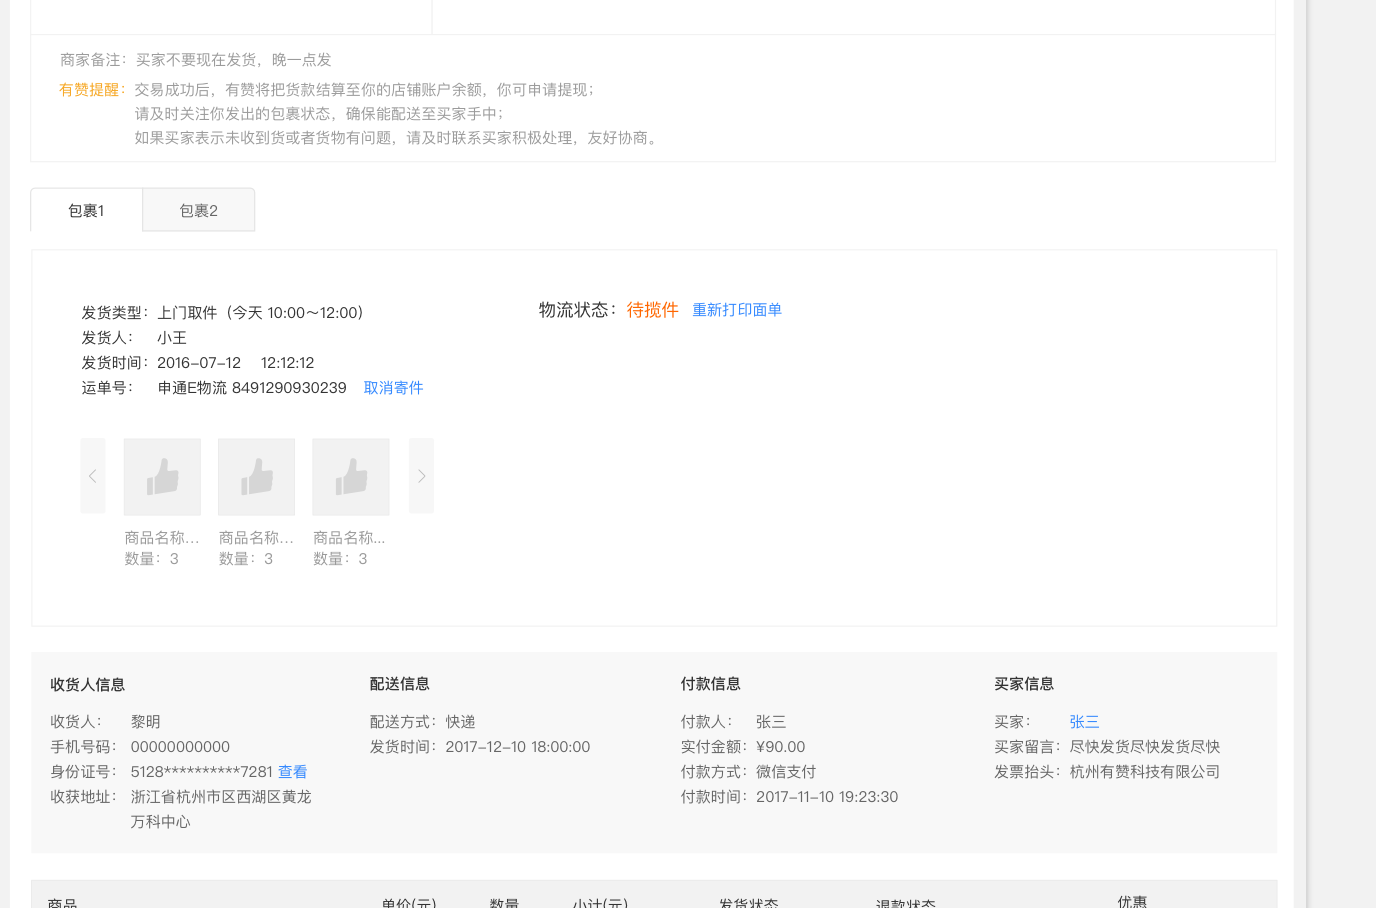 商家备注：买家不要现在发货，晚一点发
有赞提醒：交易成功后，有赞将把货款结算至你的店铺账户余额，你可申请提现；
请及时关注你发出的包裹状态，确保能配送至买家手中；
如果买家表示未收到货或者货物有问题，请及时联系买家积极处理，友好协商。
包裹1 包裹2
发货类型：上门取件（今天 10:00～12:00）
发货人：小王
发货时间：2016-07-12 12:12:12
运单号：申通E物流 8491290930239 取消寄件
物流状态：待揽件 重新打印面单
商品名称... 商品名称... 商品名称...
数量：3 数量：3 数量：3
收货人信息
收货人：黎明
手机号码：00000000000
身份证号：5128**********7281 查看
收获地址：浙江省杭州市区西湖区黄龙
万科中心
配送信息
配送方式：快递
发货时间：2017-12-10 18:00:00
付款信息
付款人：张三
实付金额：¥90.00
付款方式：微信支付
付款时间：2017-11-10 19:23:30
买家信息
买家：张三
买家留言：尽快发货尽快发货尽快
发票抬头：杭州有赞科技有限公司
商品 单价(元) 数量 小计(元) 发货状态 退款状态 优惠